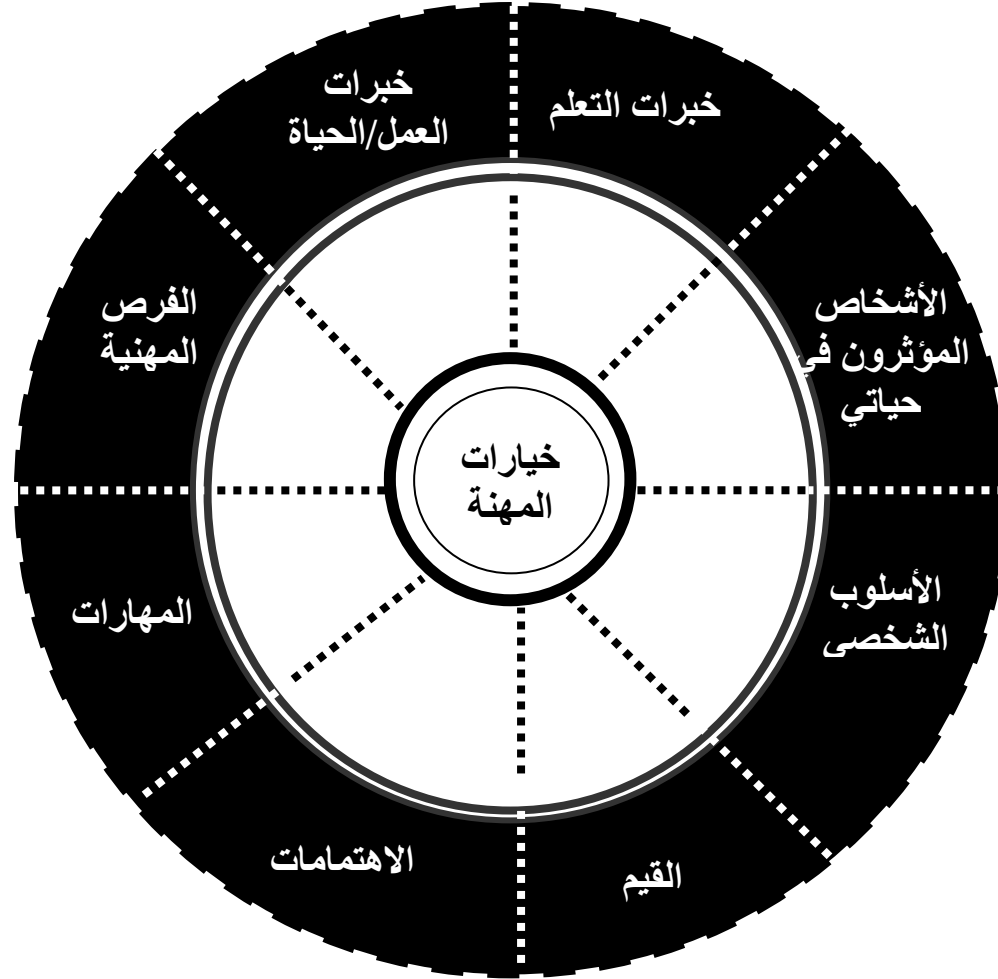 خبرات التعلم
خبرات
العمل/الحياة
الأشخاص
المؤثرون في
حياتي
الفرص
المهنية
خيارات
المهنة
الأسلوب
الشخصى
المهارات
الاهتمامات
القيم